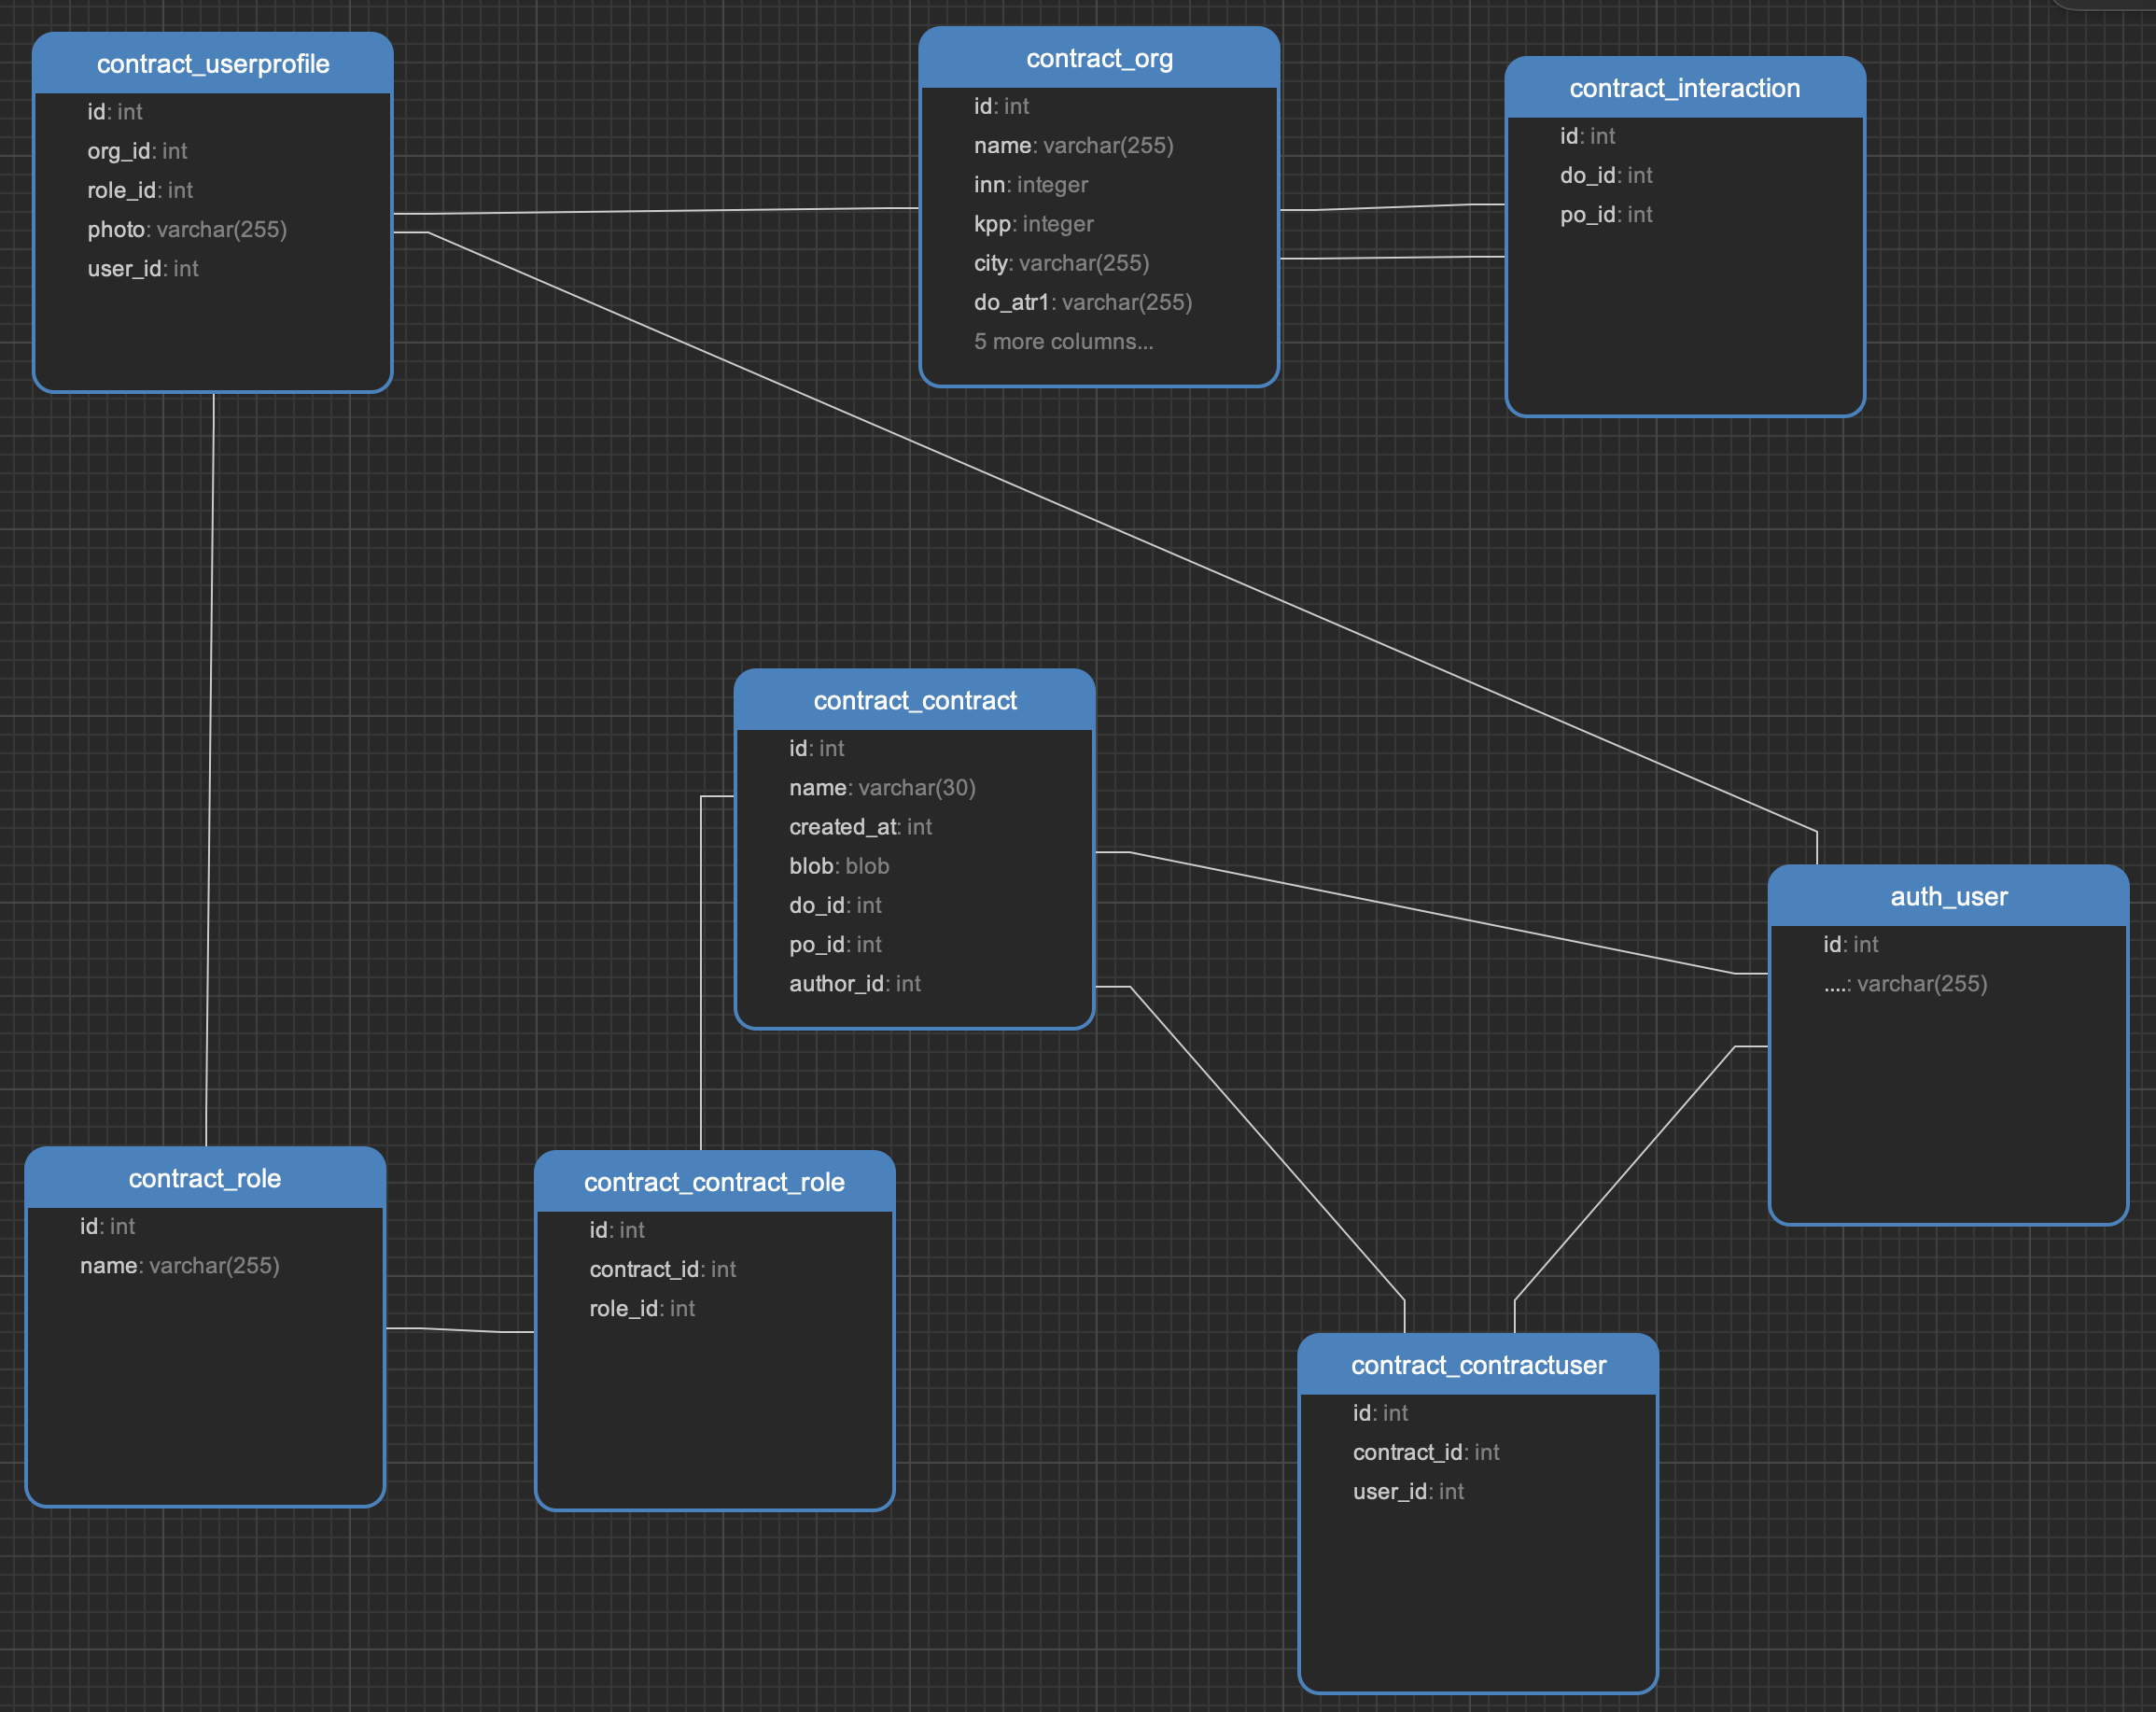 contract_userprofile
id: int
org_id: int
role_id: int
photo: varchar(255)
user_id: int
contract_org
id: int
name: varchar(255)
inn: integer
kpp: integer
city: varchar(255)
do_atr1: varchar(255)
5 more columns...
contract_interaction
id: int
do_id: int
po_id: int
contract_contract
id: int
name: varchar(30)
created_at: int
blob: blob
do_id: int
po_id: int
author_id: int
auth_user
id: int
....: varchar(255)
contract_role
id: int
name: varchar(255)
contract_contract_role
id: int
contract_id: int
role_id: int
contract_contractuser
id: int
contract_id: int
user_id: int